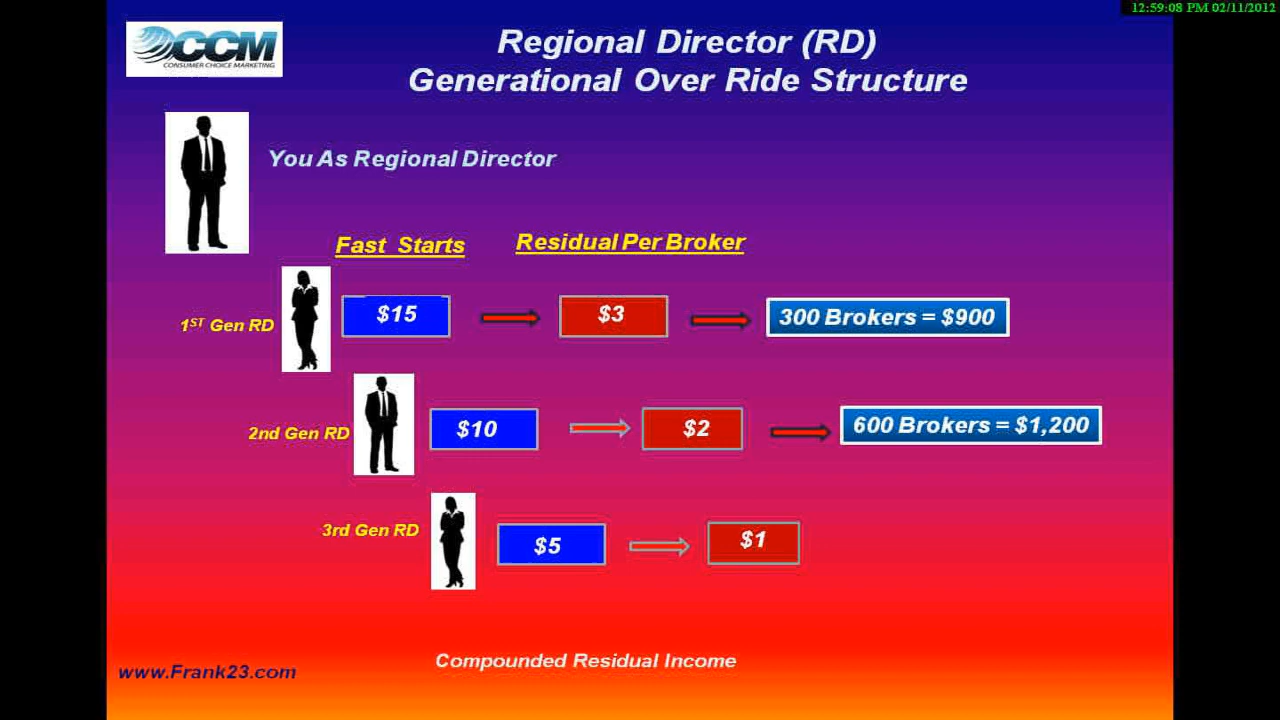 12:59:08 PM 02/11/2012
CCM
CONSUMER CHOICE MARKETING
Regional Director (RD)
Generational Over Ride Structure
You As Regional Director
Fast Starts
Residual Per Broker
1ST Gen RD
$15
$3
300 Brokers = $900
2nd Gen RD
$10
$2
600 Brokers = $1,200
3rd Gen RD
$5
$1
www.Frank23.com
Compounded Residual Income